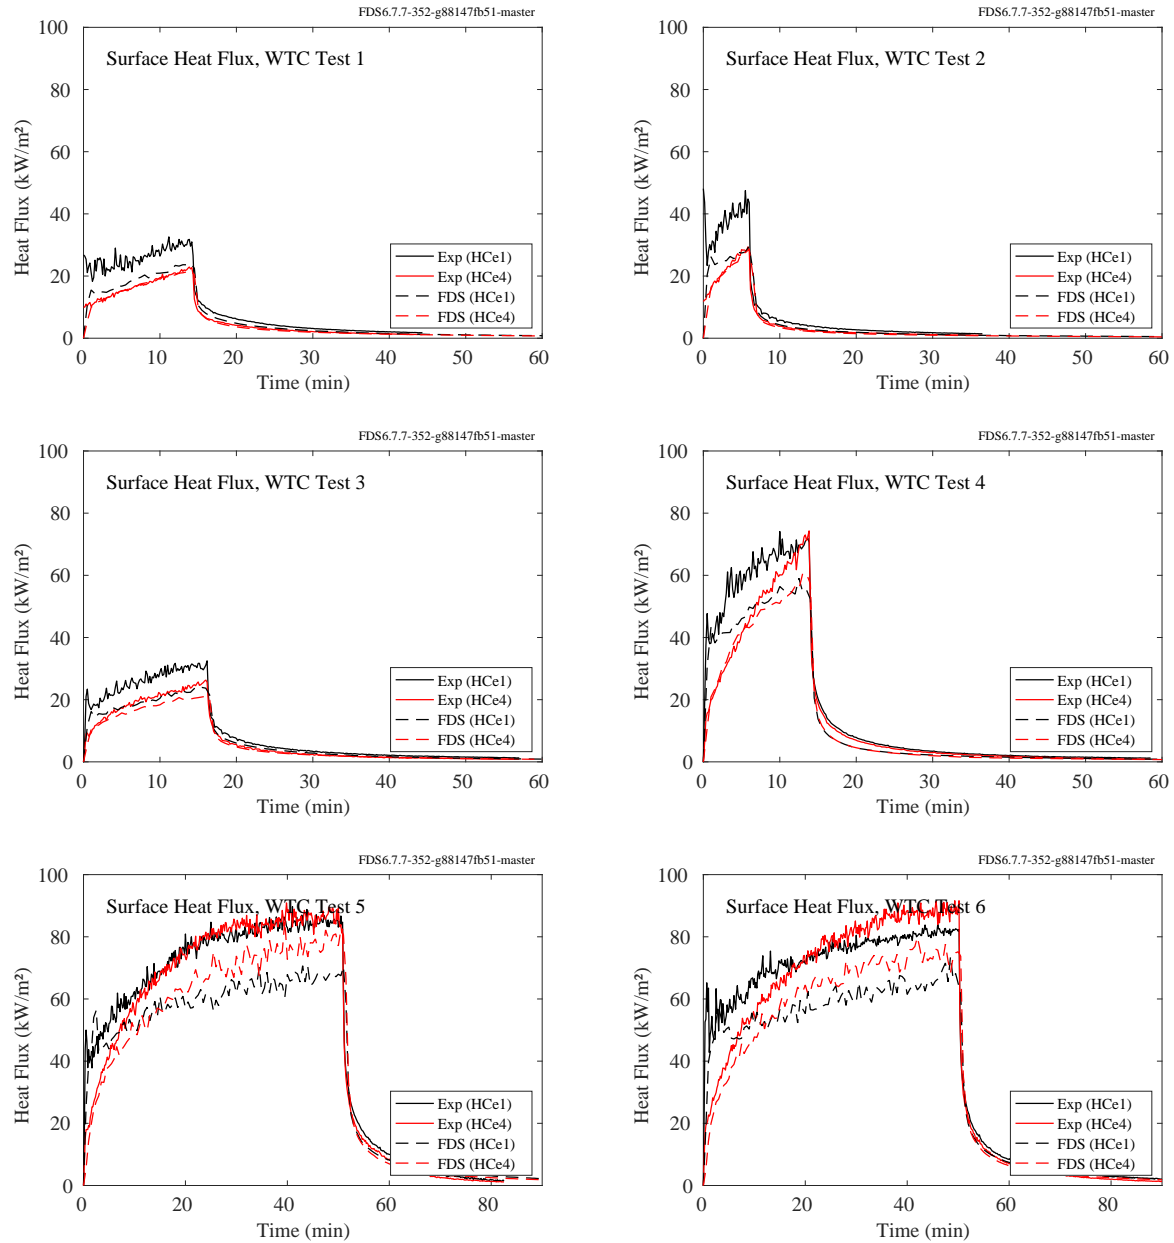 FDS6.7.7-352-g88147fb51-master
Surface Heat Flux, WTC Test 1
Heat Flux (kW/m²)
100
80
60
40
20
0
Exp (HCe1)
Exp (HCe4)
FDS (HCe1)
FDS (HCe4)
0 10 20 30 40 50 60
Time (min)
FDS6.7.7-352-g88147fb51-master
Surface Heat Flux, WTC Test 2
Heat Flux (kW/m²)
100
80
60
40
20
0
Exp (HCe1)
Exp (HCe4)
FDS (HCe1)
FDS (HCe4)
0 10 20 30 40 50 60
Time (min)
FDS6.7.7-352-g88147fb51-master
Surface Heat Flux, WTC Test 3
Heat Flux (kW/m²)
100
80
60
40
20
0
Exp (HCe1)
Exp (HCe4)
FDS (HCe1)
FDS (HCe4)
0 10 20 30 40 50 60
Time (min)
FDS6.7.7-352-g88147fb51-master
Surface Heat Flux, WTC Test 4
Heat Flux (kW/m²)
100
80
60
40
20
0
Exp (HCe1)
Exp (HCe4)
FDS (HCe1)
FDS (HCe4)
0 10 20 30 40 50 60
Time (min)
FDS6.7.7-352-g88147fb51-master
Surface Heat Flux, WTC Test 5
Heat Flux (kW/m²)
100
80
60
40
20
0
Exp (HCe1)
Exp (HCe4)
FDS (HCe1)
FDS (HCe4)
0 20 40 60 80
Time (min)
FDS6.7.7-352-g88147fb51-master
Surface Heat Flux, WTC Test 6
Heat Flux (kW/m²)
100
80
60
40
20
0
Exp (HCe1)
Exp (HCe4)
FDS (HCe1)
FDS (HCe4)
0 20 40 60 80
Time (min)